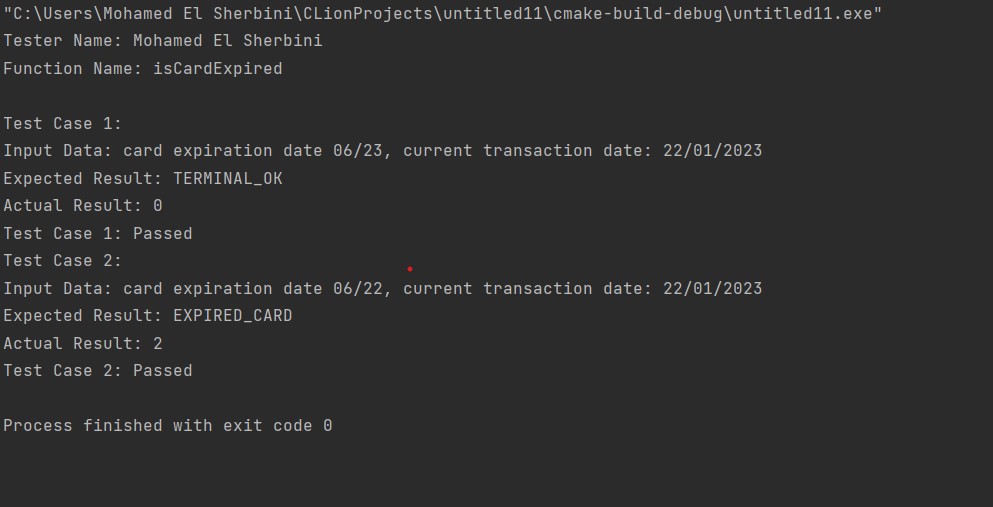 "C:\Users\Mohamed El Sherbini\CLionProjects\untitled11\cmake-build-debug\untitled11.exe"
Tester Name: Mohamed El Sherbini
Function Name: isCardExpired
Test Case 1:
Input Data: card expiration date 06/23, current transaction date: 22/01/2023
Expected Result: TERMINAL_OK
Actual Result: 0
Test Case 1: Passed
Test Case 2:
Input Data: card expiration date 06/22, current transaction date: 22/01/2023
Expected Result: EXPIRED_CARD
Actual Result: 2
Test Case 2: Passed
Process finished with exit code 0